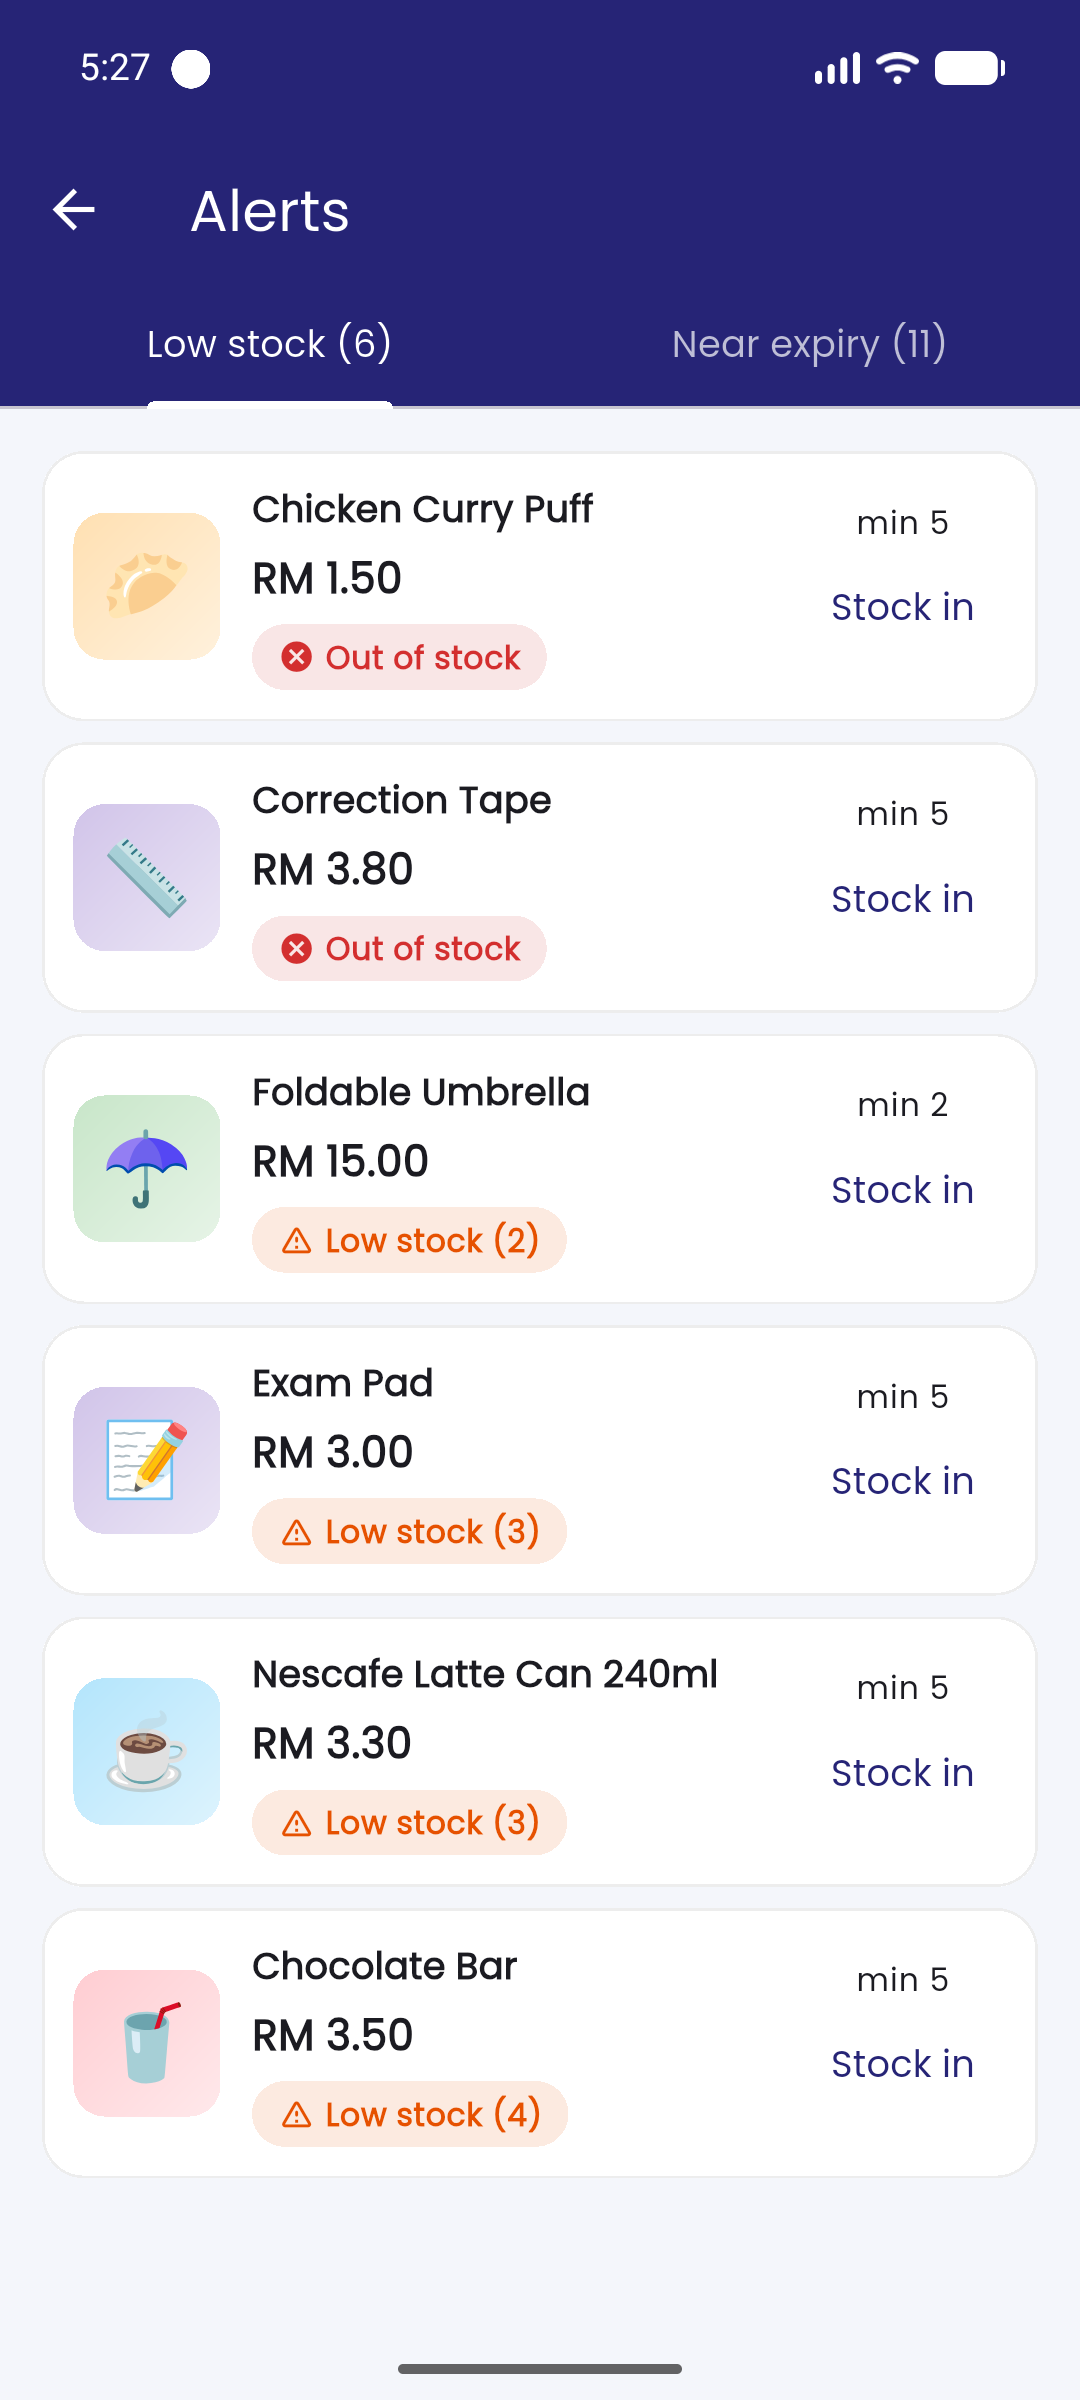 5:27
Alerts
Low stock (6)
Near expiry (11)
Chicken Curry Puff
RM 1.50
Out of stock
min 5
Stock in
Correction Tape
RM 3.80
Out of stock
min 5
Stock in
Foldable Umbrella
RM 15.00
Low stock (2)
min 2
Stock in
Exam Pad
RM 3.00
Low stock (3)
min 5
Stock in
Nescafe Latte Can 240ml
RM 3.30
Low stock (3)
min 5
Stock in
Chocolate Bar
RM 3.50
Low stock (4)
min 5
Stock in